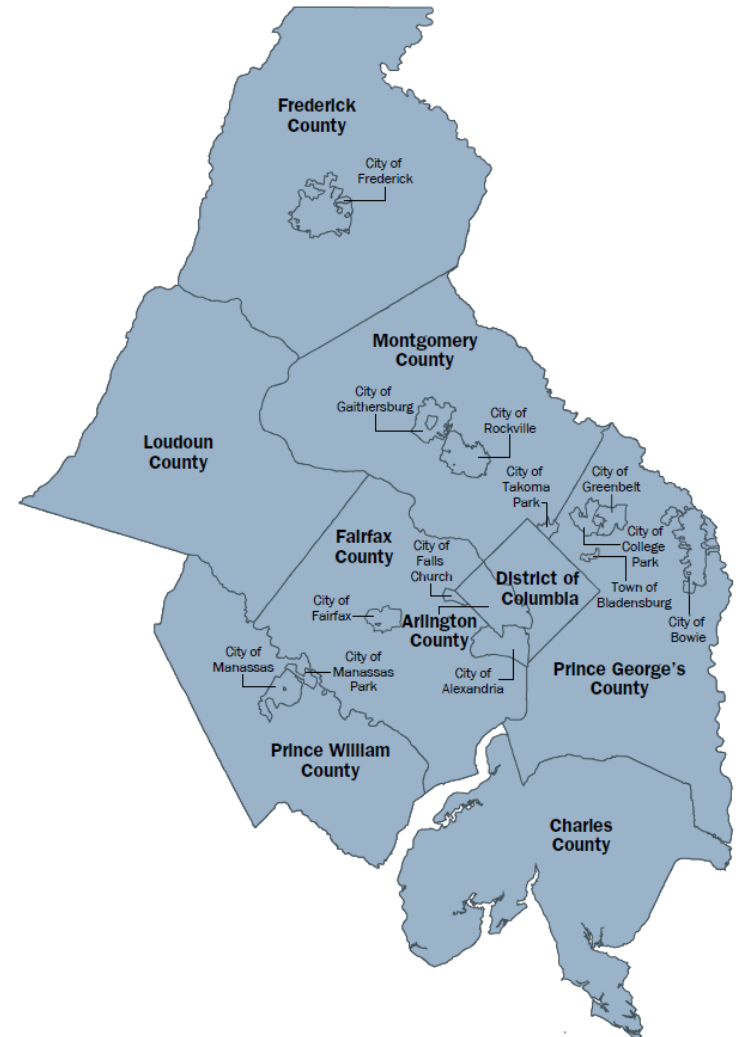 Frederick
County
City of
Frederick
Montgomery
County
City of
Gaithersburg
City of
Rockville
Loudoun
County
City of
Takoma
Park
City of
Greenbelt
City of
College
Park
Fairfax
County
City of
Falls
Church
District of
Columbia
Town of
Bladensburg
City of
Fairfax
Arlington
County
City of
Bowie
City of
Manassas
City of
Manassas
Park
City of
Alexandria
Prince George's
County
Prince William
County
Charles
County